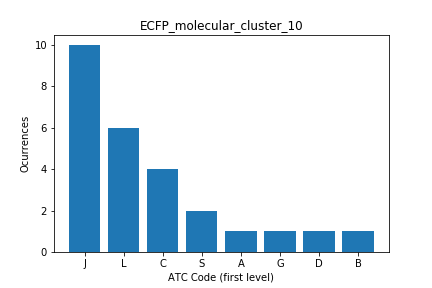 ECFP_molecular_cluster_10
10
8
6
4
2
0
Ocurrences
J L C S A G D B
ATC Code (first level)